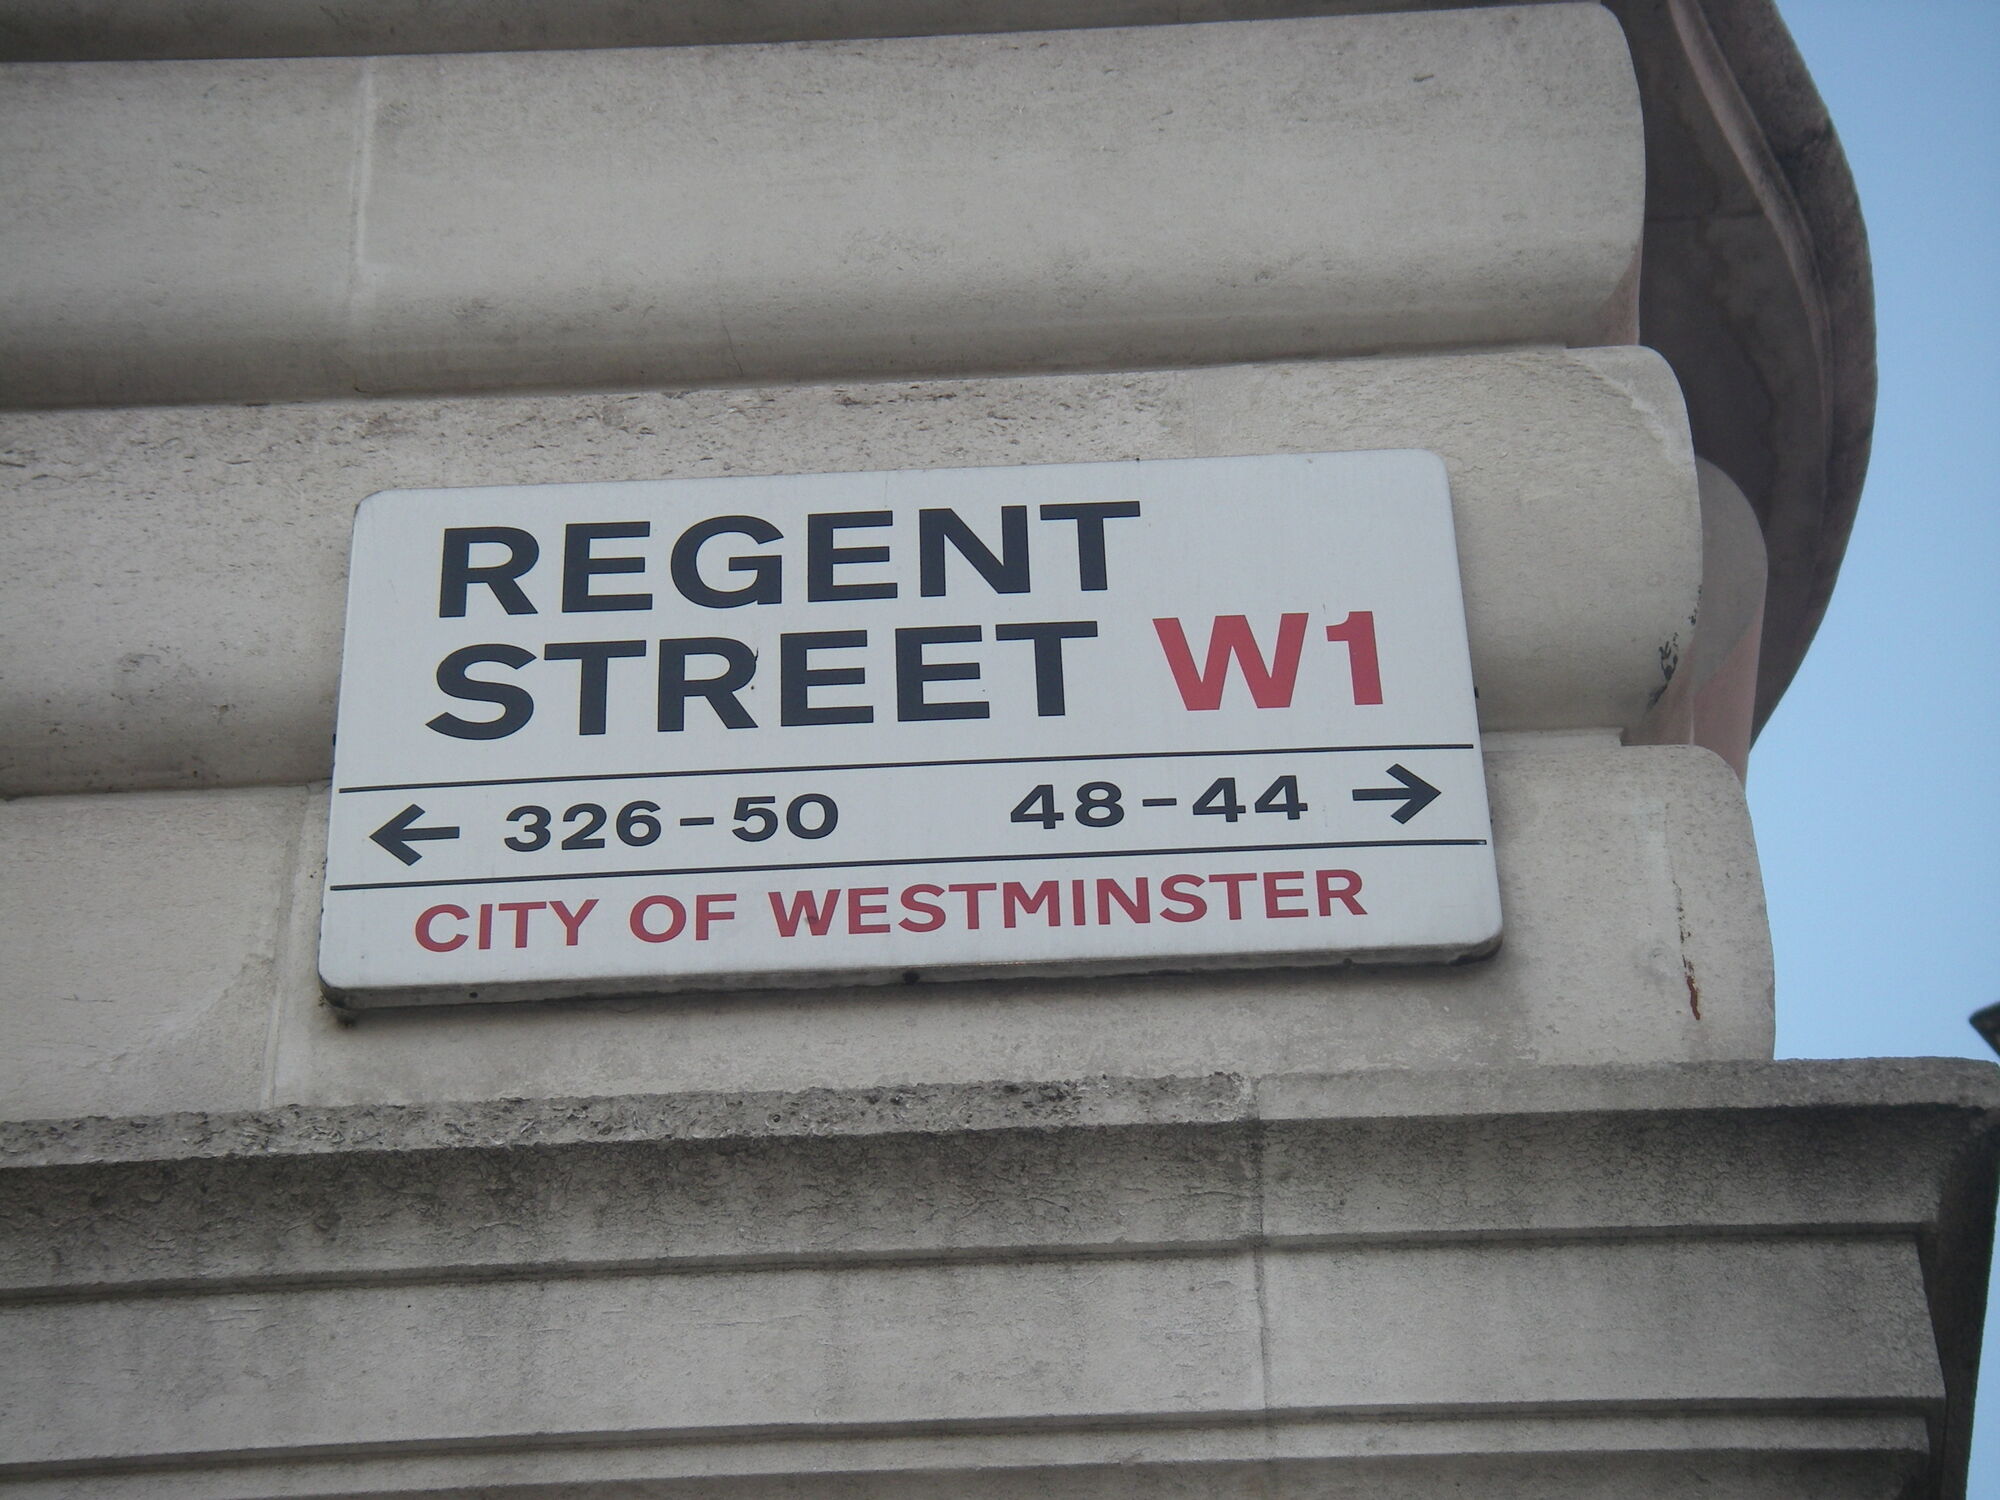 REGENT
STREET W1
← 326-50 48-44 →
CITY OF WESTMINSTER